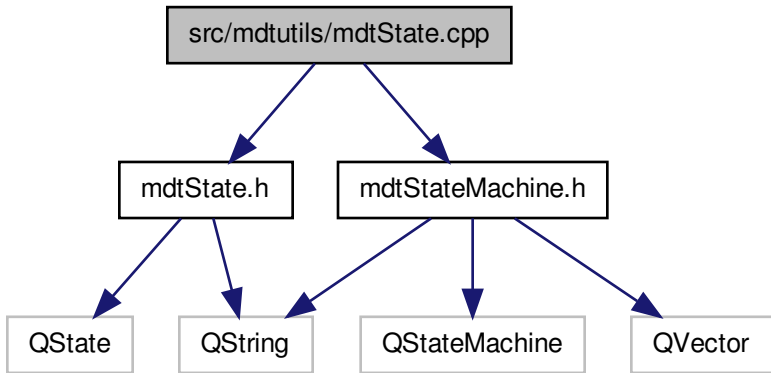 src/mdtutils/mdtState.cpp
mdtState.h
mdtStateMachine.h
QState
QString
QStateMachine
QVector